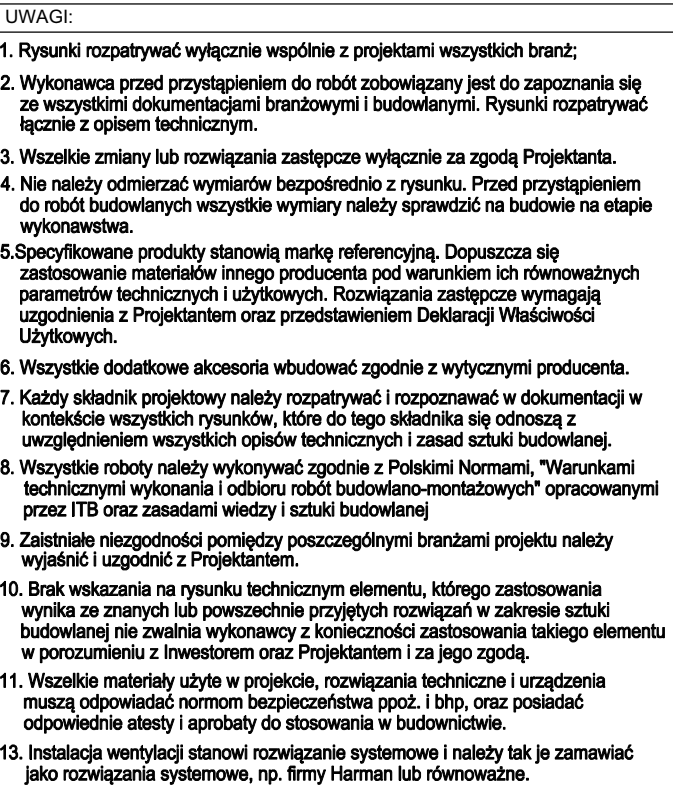 UWAGI:
1. Rysunki rozpatrywać wyłącznie wspólnie z projektami wszystkich branż;
2. Wykonawca przed przystąpieniem do robót zobowiązany jest do zapoznania się
ze wszystkimi dokumentacjami branżowymi i budowlanymi. Rysunki rozpatrywać
łącznie z opisem technicznym.
3. Wszelkie zmiany lub rozwiązania zastępcze wyłącznie za zgodą Projektanta.
4. Nie należy odmierzać wymiarów bezpośrednio z rysunku. Przed przystąpieniem
do robót budowlanych wszystkie wymiary należy sprawdzić na budowie na etapie
wykonawstwa.
5.Specyfikowane produkty stanowią markę referencyjną. Dopuszcza się
zastosowanie materiałów innego producenta pod warunkiem ich równoważnych
parametrów technicznych i użytkowych. Rozwiązania zastępcze wymagają
uzgodnienia z Projektantem oraz przedstawieniem Deklaracji Właściwości
Użytkowych.
6. Wszystkie dodatkowe akcesoria wbudować zgodnie z wytycznymi producenta.
7. Każdy składnik projektowy należy rozpatrywać i rozpoznawać w dokumentacji w
kontekście wszystkich rysunków, które do tego składnika się odnoszą z
uwzględnieniem wszystkich opisów technicznych i zasad sztuki budowlanej.
8. Wszystkie roboty należy wykonywać zgodnie z Polskimi Normami, "Warunkami
technicznymi wykonania i odbioru robót budowlano-montażowych" opracowanymi
przez ITB oraz zasadami wiedzy i sztuki budowlanej
9. Zaistniałe niezgodności pomiędzy poszczególnymi branżami projektu należy
wyjaśnić i uzgodnić z Projektantem.
10. Brak wskazania na rysunku technicznym elementu, którego zastosowania
wynika ze znanych lub powszechnie przyjętych rozwiązań w zakresie sztuki
budowlanej nie zwalnia wykonawcy z konieczności zastosowania takiego elementu
w porozumieniu z Inwestorem oraz Projektantem i za jego zgodą.
11. Wszelkie materiały użyte w projekcie, rozwiązania techniczne i urządzenia
muszą odpowiadać normom bezpieczeństwa ppoż. i bhp, oraz posiadać
odpowiednie atesty i aprobaty do stosowania w budownictwie.
13. Instalacja wentylacji stanowi rozwiązanie systemowe i należy tak je zamawiać
jako rozwiązania systemowe, np. firmy Harman lub równoważne.